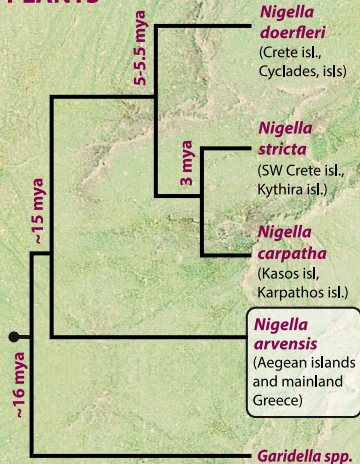 PLANTS
Nigella
doerfleri
(Crete isl.,
Cyclades, isls)
5-5.5 mya
Nigella
stricta
(SW Crete isl.,
Kythira isl.)
3 mya
Nigella
carpatha
(Kasos isl,
Karpathos isl.)
~15 mya
Nigella
arvensis
(Aegean islands
and mainland
Greece)
~16 mya
Garidella spp.